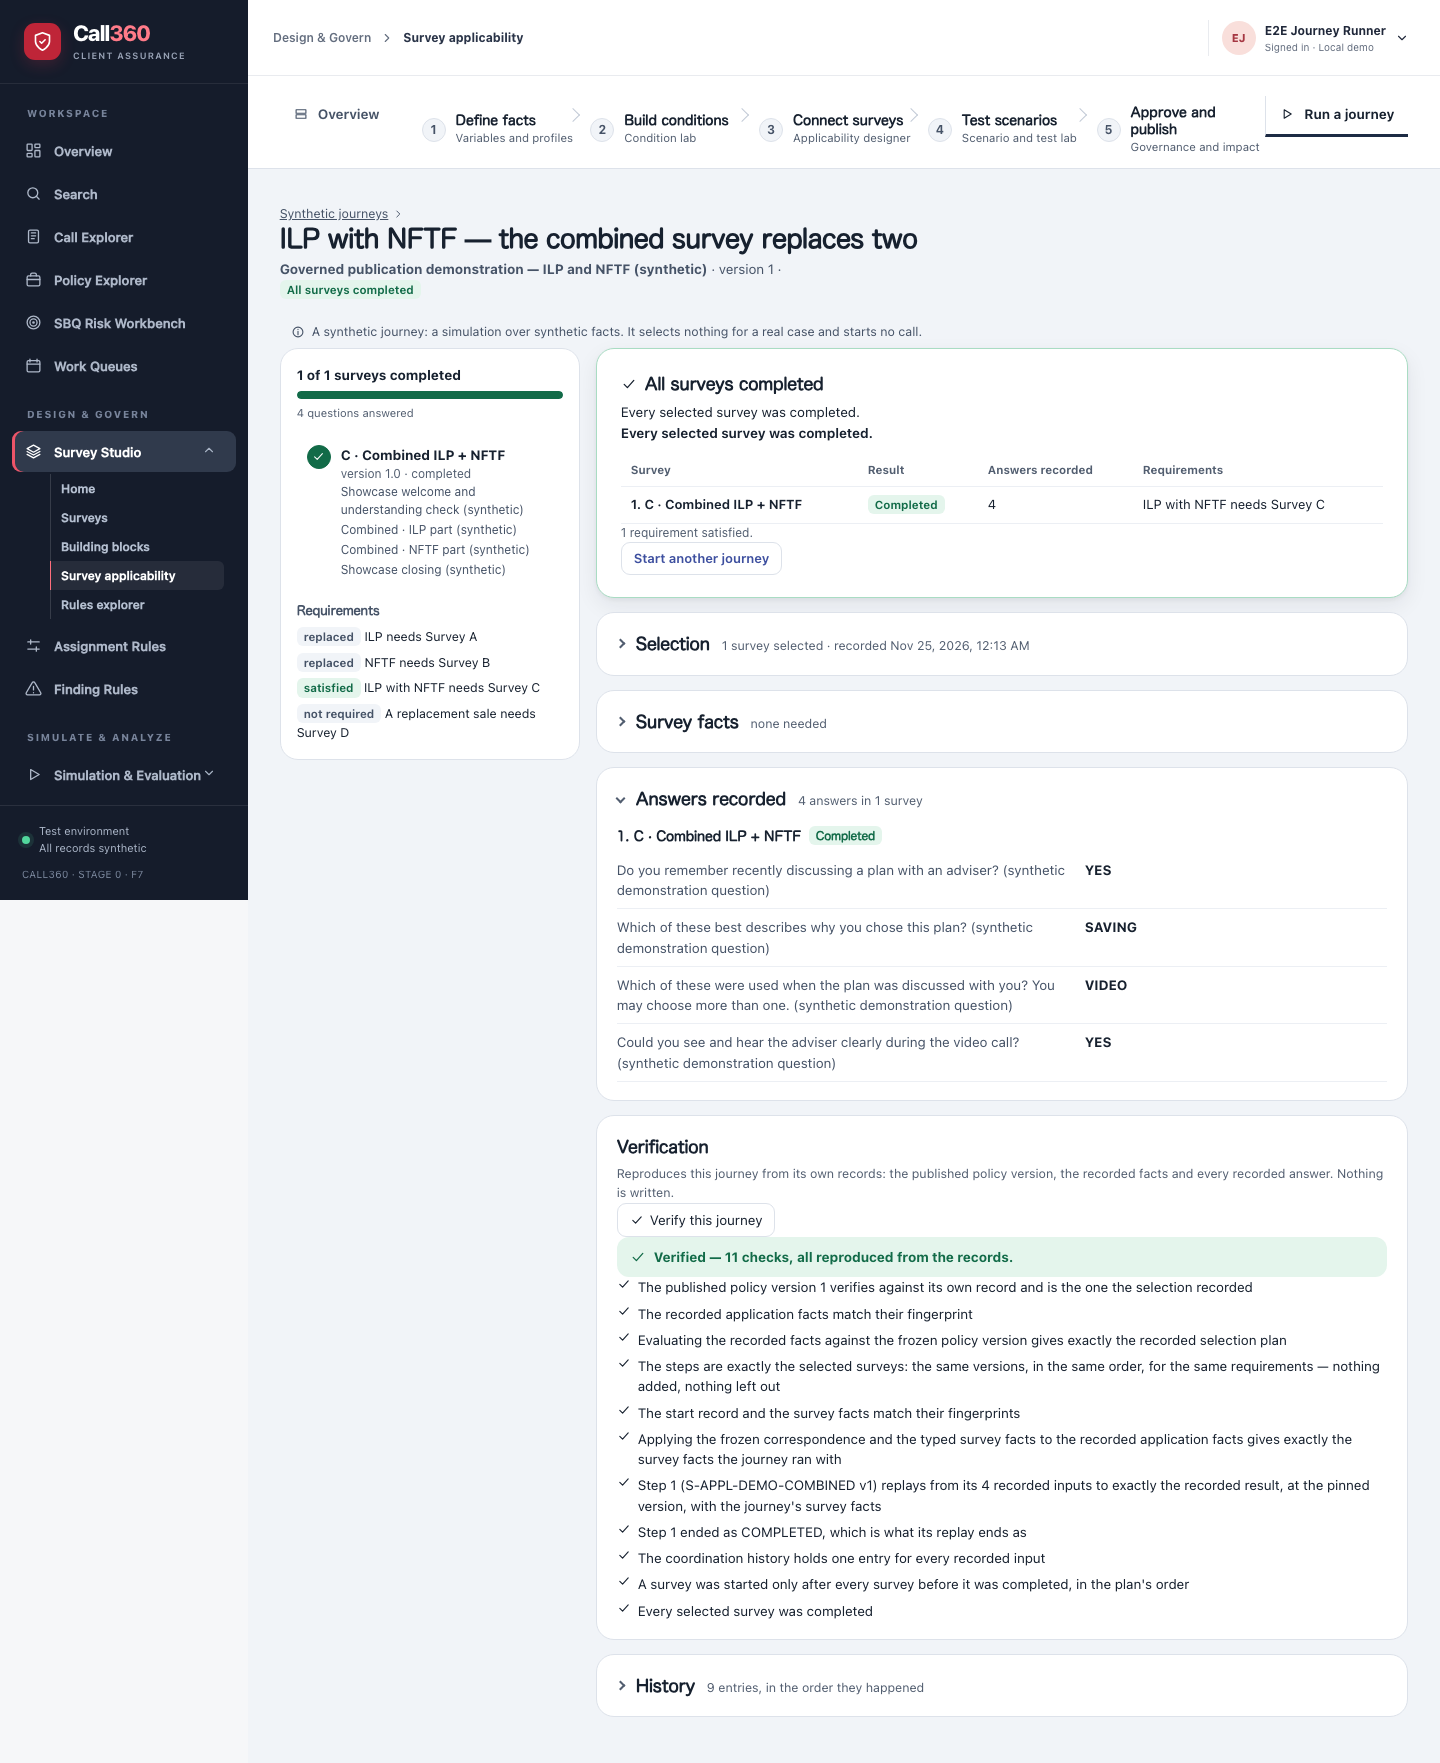 Call360
CLIENT ASSURANCE
WORKSPACE
Overview
Search
Call Explorer
Policy Explorer
SBQ Risk Workbench
Work Queues
DESIGN & GOVERN
Survey Studio
Home
Surveys
Building blocks
Survey applicability
Rules explorer
Assignment Rules
Finding Rules
SIMULATE & ANALYZE
Simulation & Evaluation
Test environment
All records synthetic
CALL360 · STAGE 0 · F7
Design & Govern > Survey applicability
EJ
E2E Journey Runner
Signed in · Local demo
Overview
1 Define facts
Variables and profiles
2 Build conditions
Condition lab
3 Connect surveys
Applicability designer
4 Test scenarios
Scenario and test lab
5 Approve and
publish
Governance and impact
Run a journey
Synthetic journeys >
ILP with NFTF — the combined survey replaces two
Governed publication demonstration — ILP and NFTF (synthetic) · version 1 ·
All surveys completed
A synthetic journey: a simulation over synthetic facts. It selects nothing for a real case and starts no call.
1 of 1 surveys completed
4 questions answered
C · Combined ILP + NFTF
version 1.0 · completed
Showcase welcome and
understanding check (synthetic)
Combined · ILP part (synthetic)
Combined · NFTF part (synthetic)
Showcase closing (synthetic)
Requirements
replaced ILP needs Survey A
replaced NFTF needs Survey B
satisfied ILP with NFTF needs Survey C
not required A replacement sale needs
Survey D
All surveys completed
Every selected survey was completed.
Every selected survey was completed.
Survey Result Answers recorded Requirements
1. C · Combined ILP + NFTF Completed 4 ILP with NFTF needs Survey C
1 requirement satisfied.
Start another journey
Selection 1 survey selected · recorded Nov 25, 2026, 12:13 AM
Survey facts none needed
Answers recorded 4 answers in 1 survey
1. C · Combined ILP + NFTF Completed
Do you remember recently discussing a plan with an adviser? (synthetic YES
demonstration question)
Which of these best describes why you chose this plan? (synthetic SAVING
demonstration question)
Which of these were used when the plan was discussed with you? You VIDEO
may choose more than one. (synthetic demonstration question)
Could you see and hear the adviser clearly during the video call? YES
(synthetic demonstration question)
Verification
Reproduces this journey from its own records: the published policy version, the recorded facts and every recorded answer. Nothing
is written.
Verify this journey
Verified — 11 checks, all reproduced from the records.
The published policy version 1 verifies against its own record and is the one the selection recorded
The recorded application facts match their fingerprint
Evaluating the recorded facts against the frozen policy version gives exactly the recorded selection plan
The steps are exactly the selected surveys: the same versions, in the same order, for the same requirements — nothing
added, nothing left out
The start record and the survey facts match their fingerprints
Applying the frozen correspondence and the typed survey facts to the recorded application facts gives exactly the
survey facts the journey ran with
Step 1 (S-APPL-DEMO-COMBINED v1) replays from its 4 recorded inputs to exactly the recorded result, at the pinned
version, with the journey's survey facts
Step 1 ended as COMPLETED, which is what its replay ends as
The coordination history holds one entry for every recorded input
A survey was started only after every survey before it was completed, in the plan's order
Every selected survey was completed
History 9 entries, in the order they happened